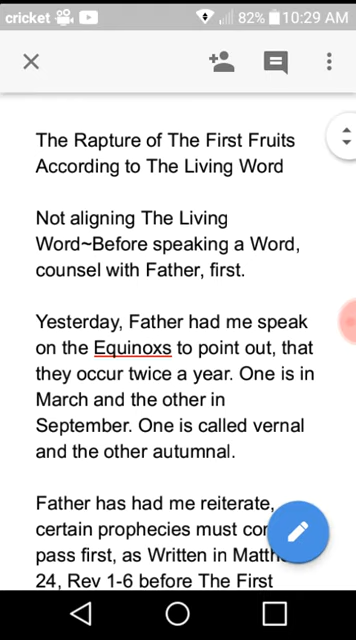 cricket 82% 10:29 AM
The Rapture of The First Fruits
According to The Living Word
Not aligning The Living
Word~Before speaking a Word,
counsel with Father, first.
Yesterday, Father had me speak
on the Equinoxs to point out, that
they occur twice a year. One is in
March and the other in
September. One is called vernal
and the other autumnal.
Father has had me reiterate,
certain prophecies must
pass first, as Written in
24, Rev 1-6 before The First